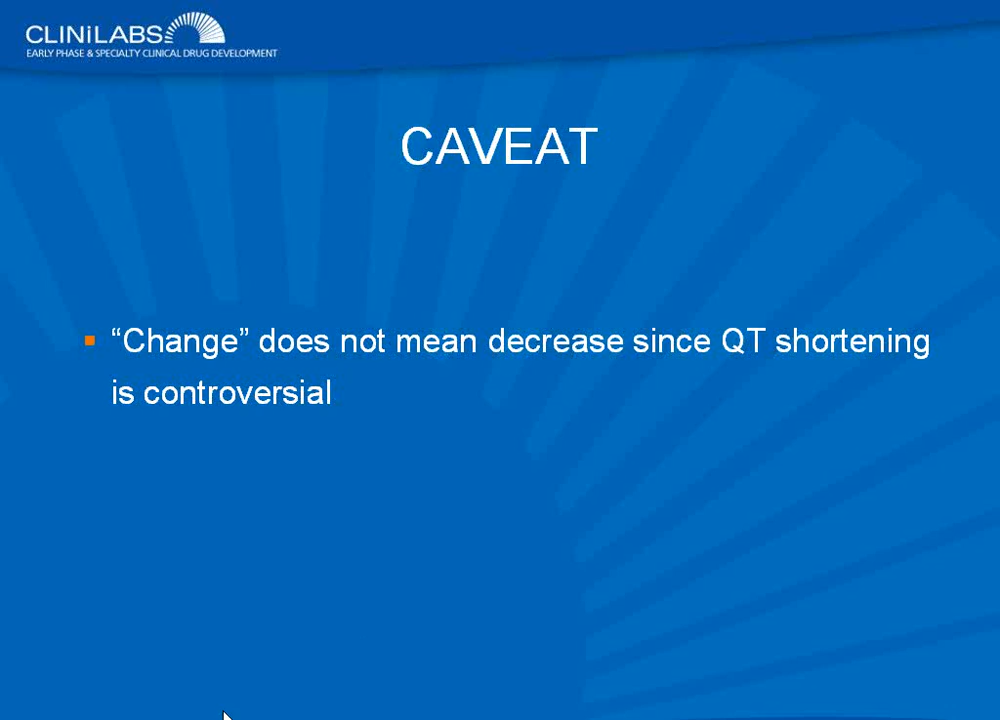 CLINiLABS
EARLY PHASE & SPECIALTY CLINICAL DRUG DEVELOPMENT
CAVEAT
“Change” does not mean decrease since QT shortening
is controversial